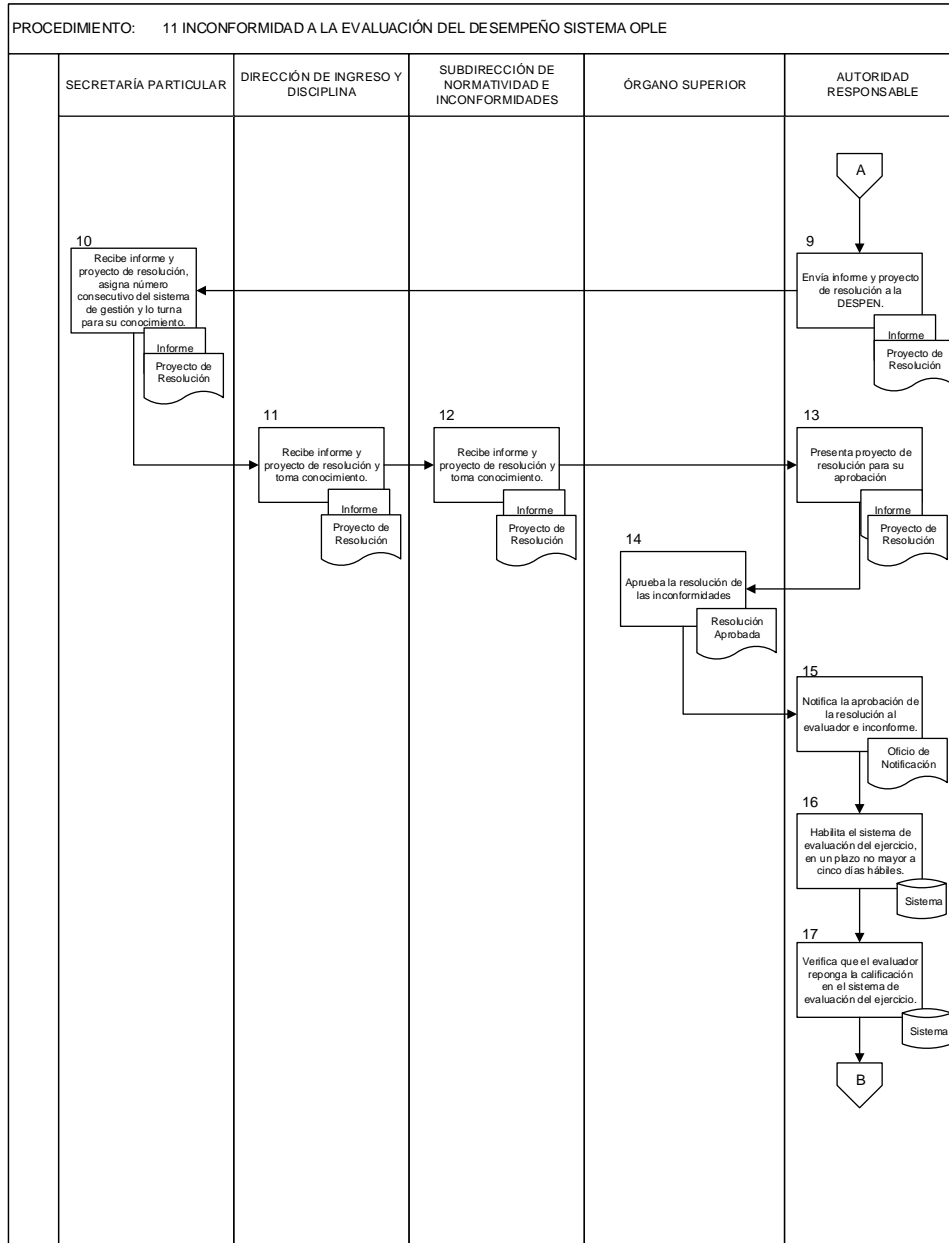 PROCEDIMIENTO: 11 INCONFORMIDAD A LA EVALUACIÓN DEL DESEMPEÑO SISTEMA OPLE
SECRETARÍA PARTICULAR
DIRECCIÓN DE INGRESO Y
DISCIPLINA
SUBDIRECCIÓN DE
NORMATIVIDAD E
INCONFORMIDADES
ÓRGANO SUPERIOR
AUTORIDAD
RESPONSABLE
A
9
Envía informe y proyecto
de resolución a la
DESPEN.
Informe
Proyecto de
Resolución
10
Recibe informe y
proyecto de resolución,
asigna número
consecutivo del sistema
de gestión y lo turna
para su conocimiento.
Informe
Proyecto de
Resolución
11
Recibe informe y
proyecto de resolución y
toma conocimiento.
Informe
Proyecto de
Resolución
12
Recibe informe y
proyecto de resolución y
toma conocimiento.
Informe
Proyecto de
Resolución
13
Presenta proyecto de
resolución para su
aprobación
Informe
Proyecto de
Resolución
14
Aprueba la resolución de
las inconformidades
Resolución
Aprobada
15
Notifica la aprobación de
la resolución al
evaluador e inconforme.
Oficio de
Notificación
16
Habilita el sistema de
evaluación del ejercicio,
en un plazo no mayor a
cinco días hábiles.
Sistema
17
Verifica que el evaluador
reponga la calificación
en el sistema de
evaluación del ejercicio.
Sistema
B